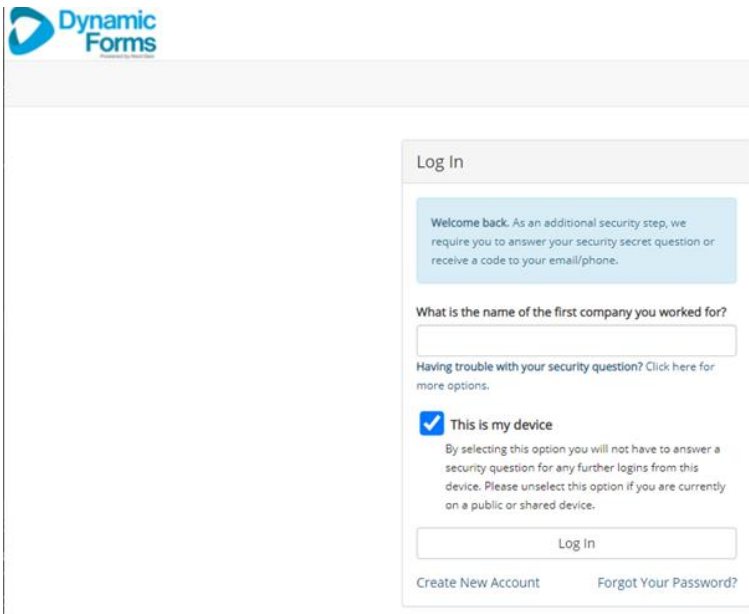 Dynamic
Forms
Powered by Next Gen
Log In
Welcome back. As an additional security step, we
require you to answer your security secret question or
receive a code to your email/phone.
What is the name of the first company you worked for?
Having trouble with your security question? Click here for
more options.
This is my device
By selecting this option you will not have to answer a
security question for any further logins from this
device. Please unselect this option if you are currently
on a public or shared device.
Log In
Create New Account Forgot Your Password?